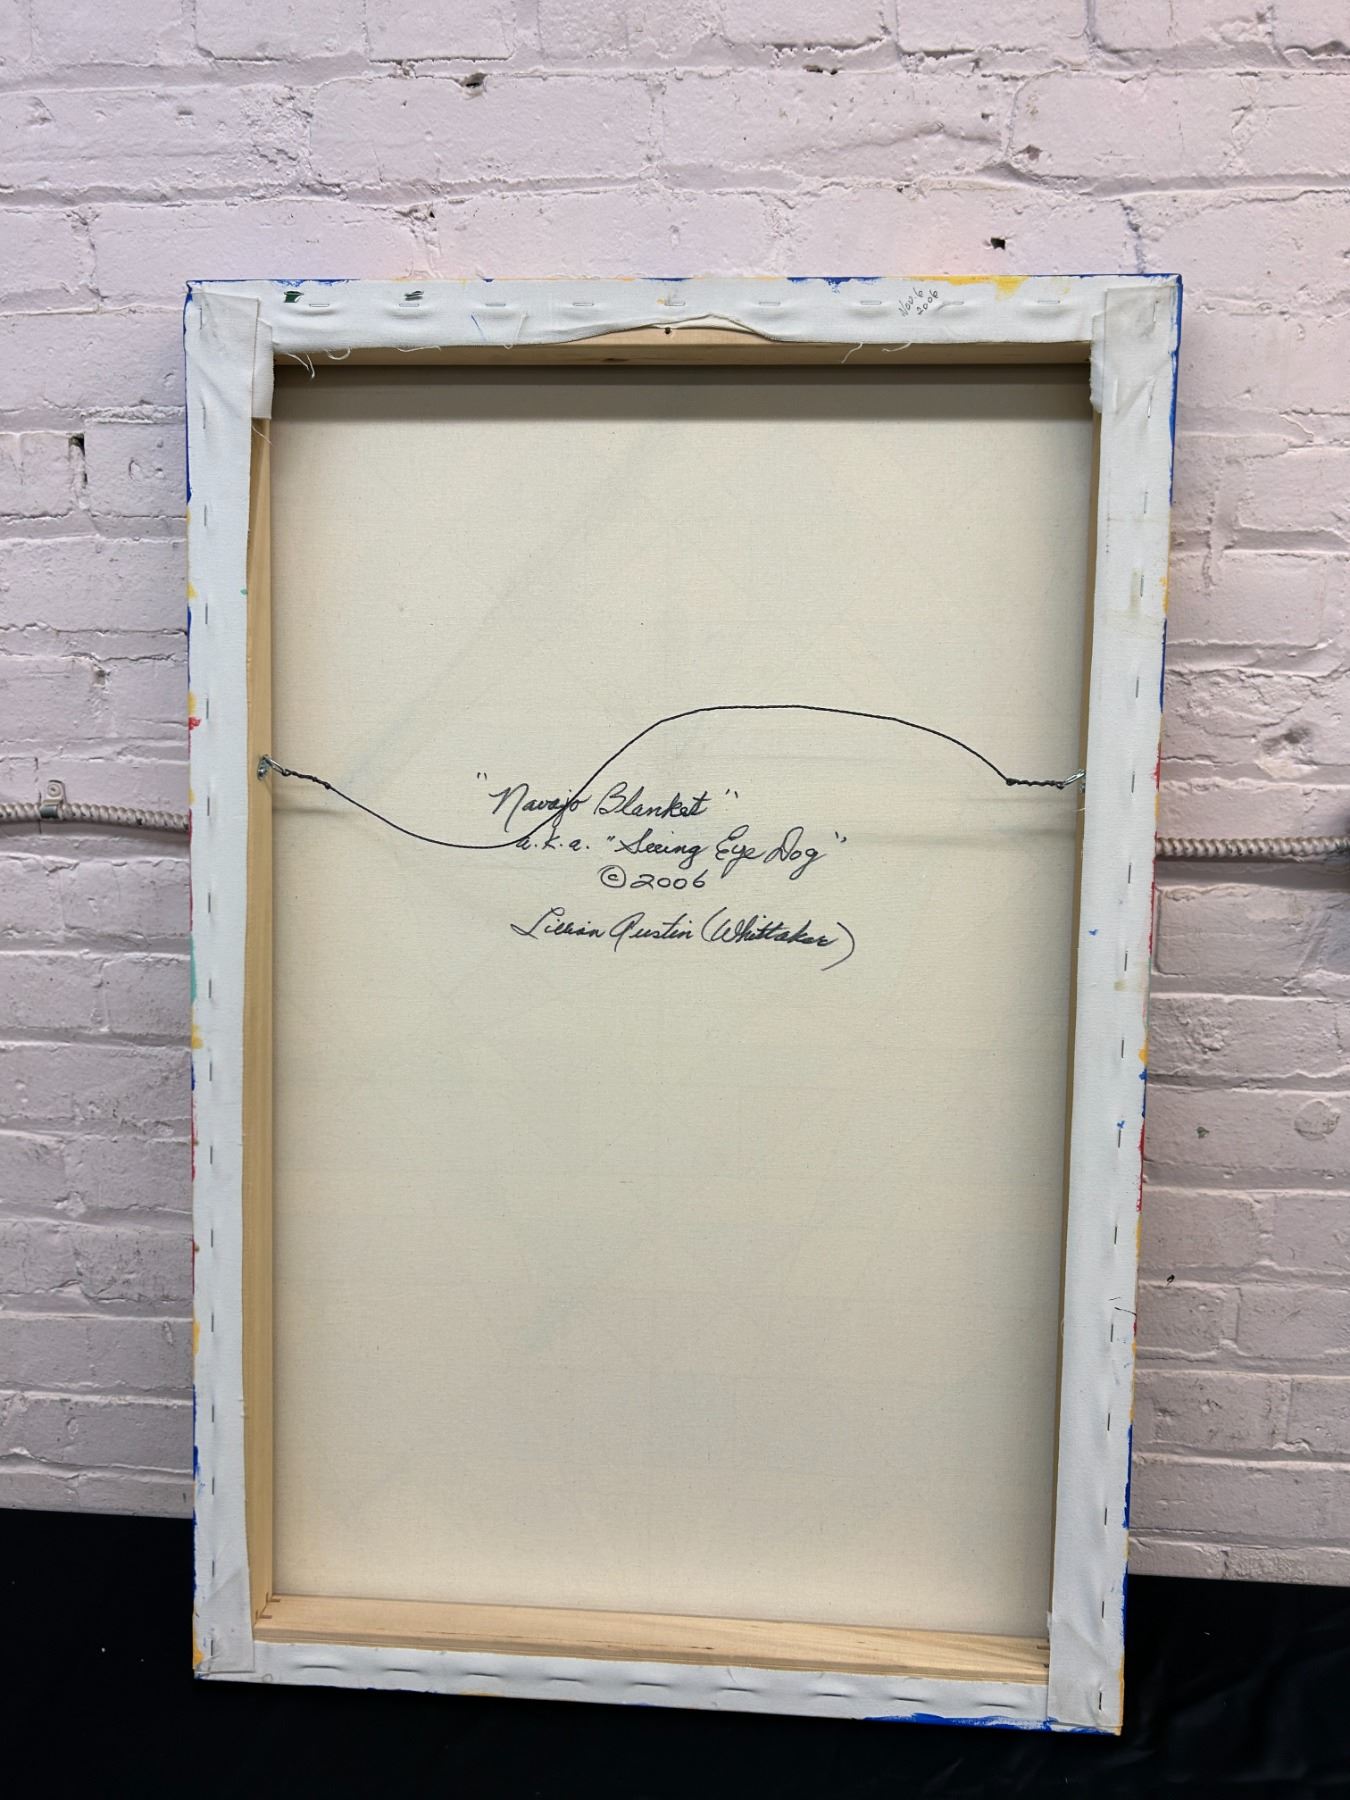 Nov. 6
2006
"Navajo Blanket"
a.k.a. "Seeing Eye Dog"
©2006
Lillian Austin (Whittaker)